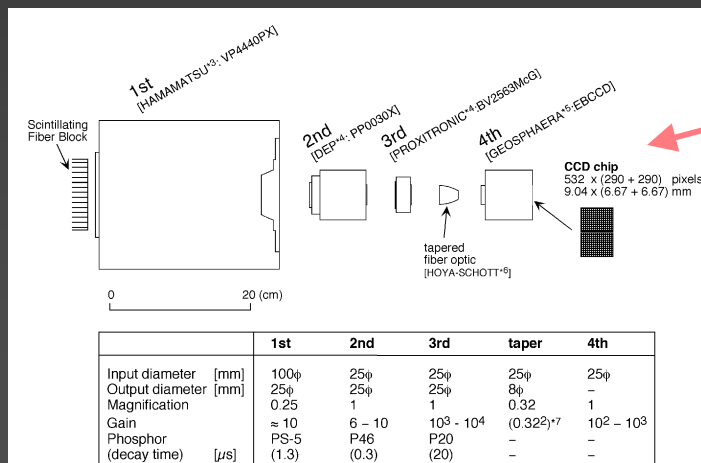 1st
[HAMAMATSU*3: VP4440PX]
2nd
[DEP*4: PP0030X]
3rd
[PROXITRONIC*4:BV2563McG]
4th
[GEOSPHAERA*5:EBCCD]
Scintillating
Fiber Block
CCD chip
532 x (290 + 290) pixels
9.04 x (6.67 + 6.67) mm
tapered
fiber optic
[HOYA-SCHOTT*6]
0 20 (cm)
1st 2nd 3rd taper 4th
Input diameter [mm] 100φ 25φ 25φ 25φ 25φ
Output diameter [mm] 25φ 25φ 25φ 8φ –
Magnification 0.25 1 1 0.32 1
Gain ≈ 10 6 – 10 10³ - 10⁴ (0.32²)*7 10² – 10³
Phosphor PS-5 P46 P20 – –
(decay time) [μs] (1.3) (0.3) (20) – –